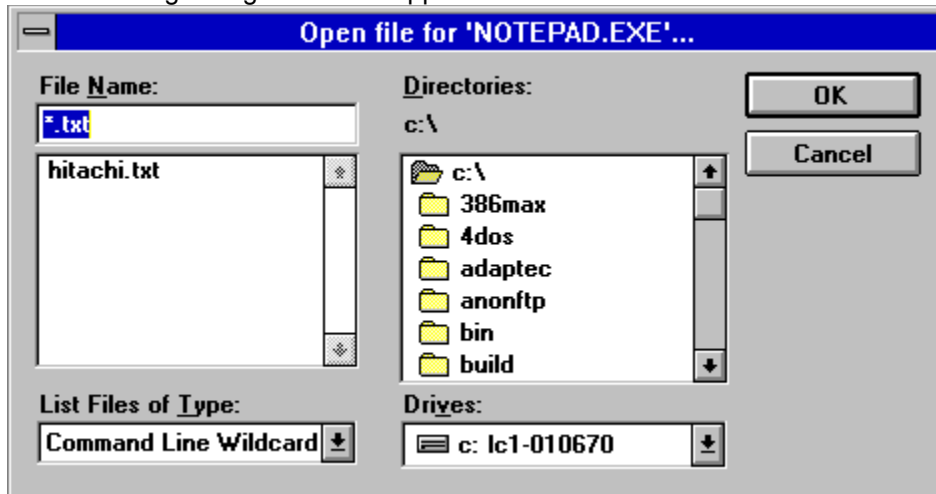 Open file for 'NOTEPAD.EXE'...
File Name:
*.txt
hitachi.txt
List Files of Type:
Command Line Wildcard
Directories:
c:\
c:\
386max
4dos
adaptec
anonftp
bin
build
Drives:
c: lc1-010670
OK
Cancel